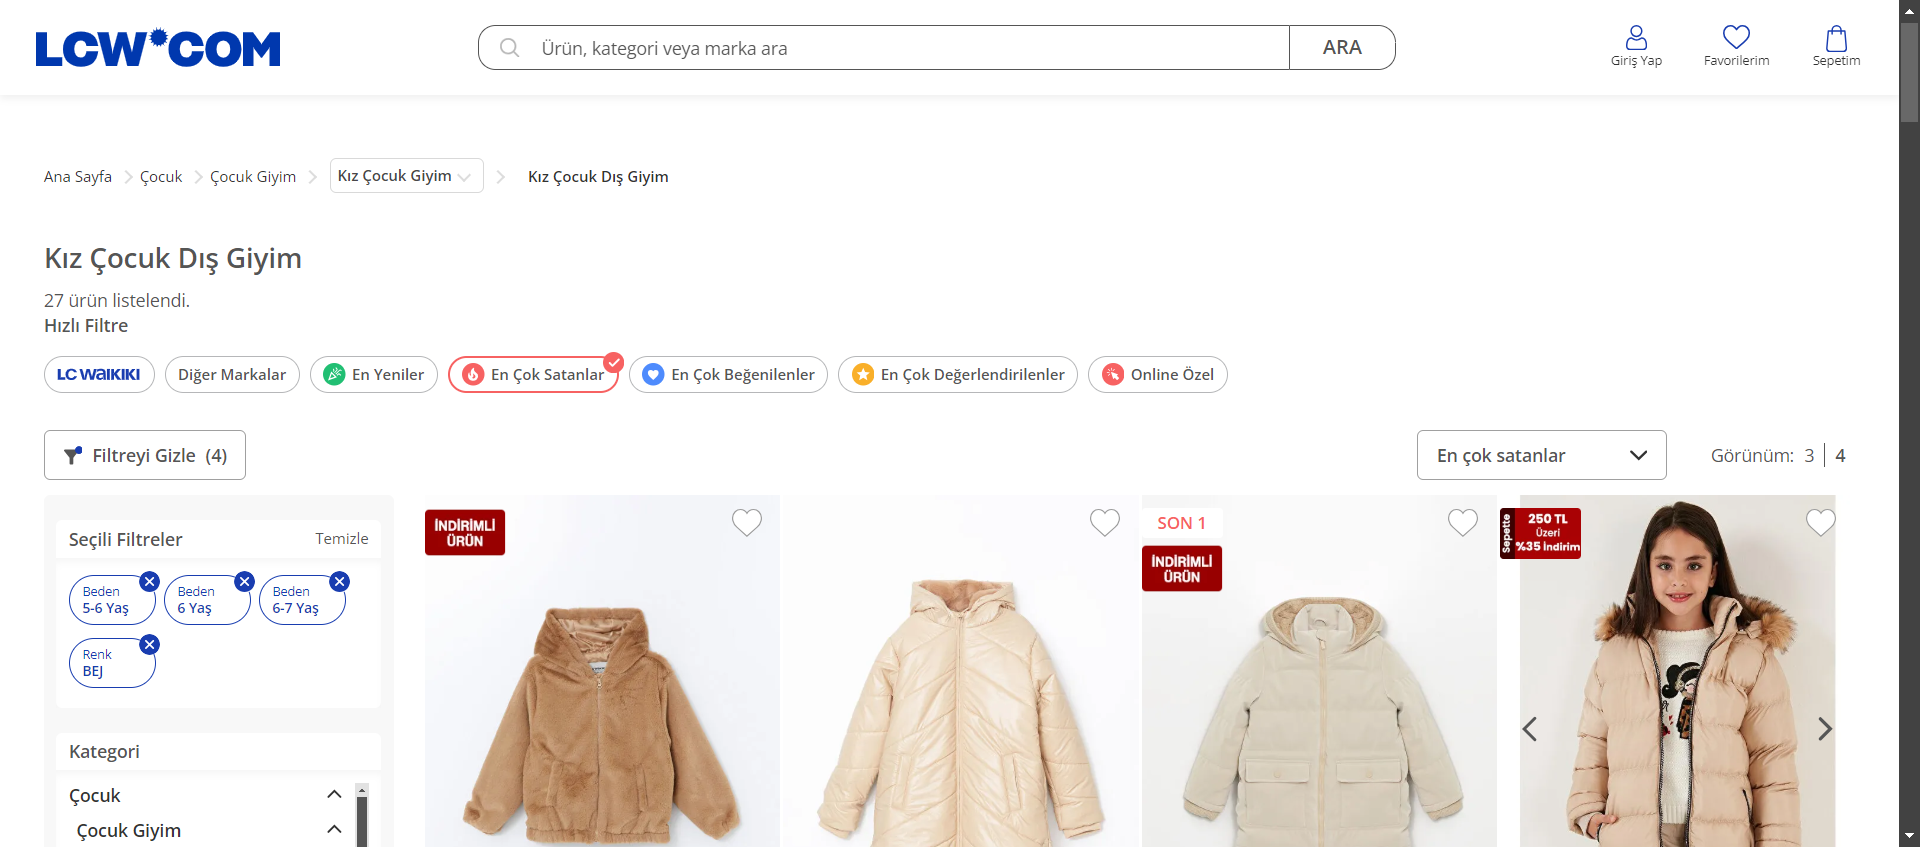 LCW COM
Ürün, kategori veya marka ara
ARA
Giriş Yap
Favorilerim
Sepetim
Ana Sayfa
Çocuk
Çocuk Giyim
Kız Çocuk Giyim
Kız Çocuk Dış Giyim
Kız Çocuk Dış Giyim
27 ürün listelendi.
Hızlı Filtre
LC WAIKIKI
Diğer Markalar
En Yeniler
En Çok Satanlar
En Çok Beğenilenler
En Çok Değerlendirilenler
Online Özel
Filtreyi Gizle (4)
En çok satanlar
Görünüm: 3 4
Seçili Filtreler
Temizle
Beden
5-6 Yaş
Beden
6 Yaş
Beden
6-7 Yaş
Renk
BEJ
Kategori
Çocuk
Çocuk Giyim
İNDİRİMLİ
ÜRÜN
SON 1
İNDİRİMLİ
ÜRÜN
Sepette
250 TL
Üzeri
%35 İndirim